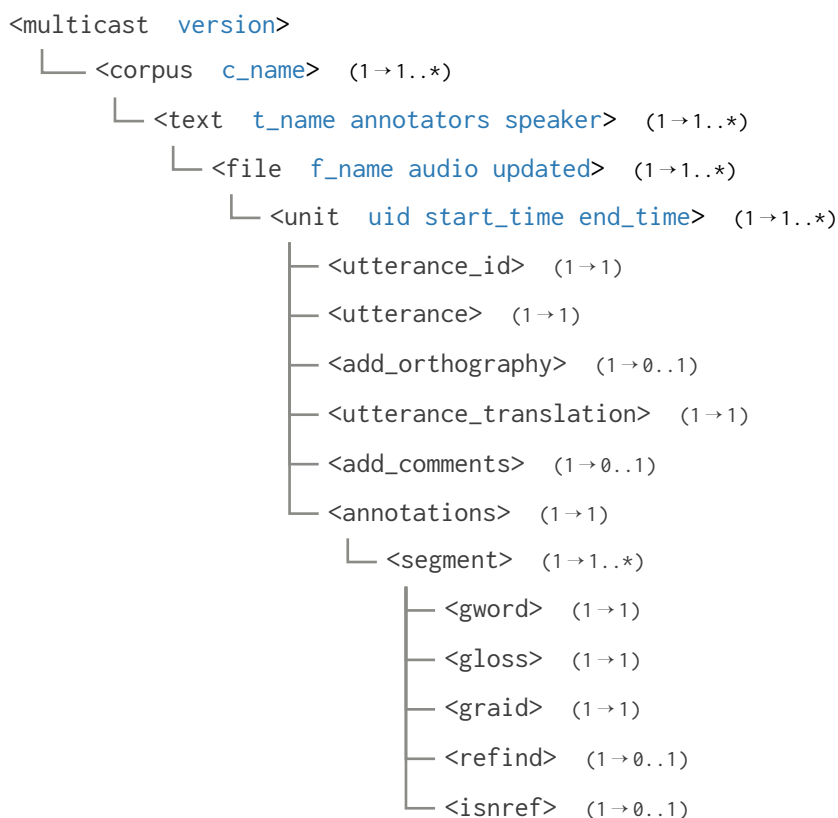 <multicast version>
<corpus c_name> (1→1..*)
<text t_name annotators speaker> (1→1..*)
<file f_name audio updated> (1→1..*)
<unit uid start_time end_time> (1→1..*)
<utterance_id> (1→1)
<utterance> (1→1)
<add_orthography> (1→0..1)
<utterance_translation> (1→1)
<add_comments> (1→0..1)
<annotations> (1→1)
<segment> (1→1..*)
<gword> (1→1)
<gloss> (1→1)
<graid> (1→1)
<refind> (1→0..1)
<isnref> (1→0..1)